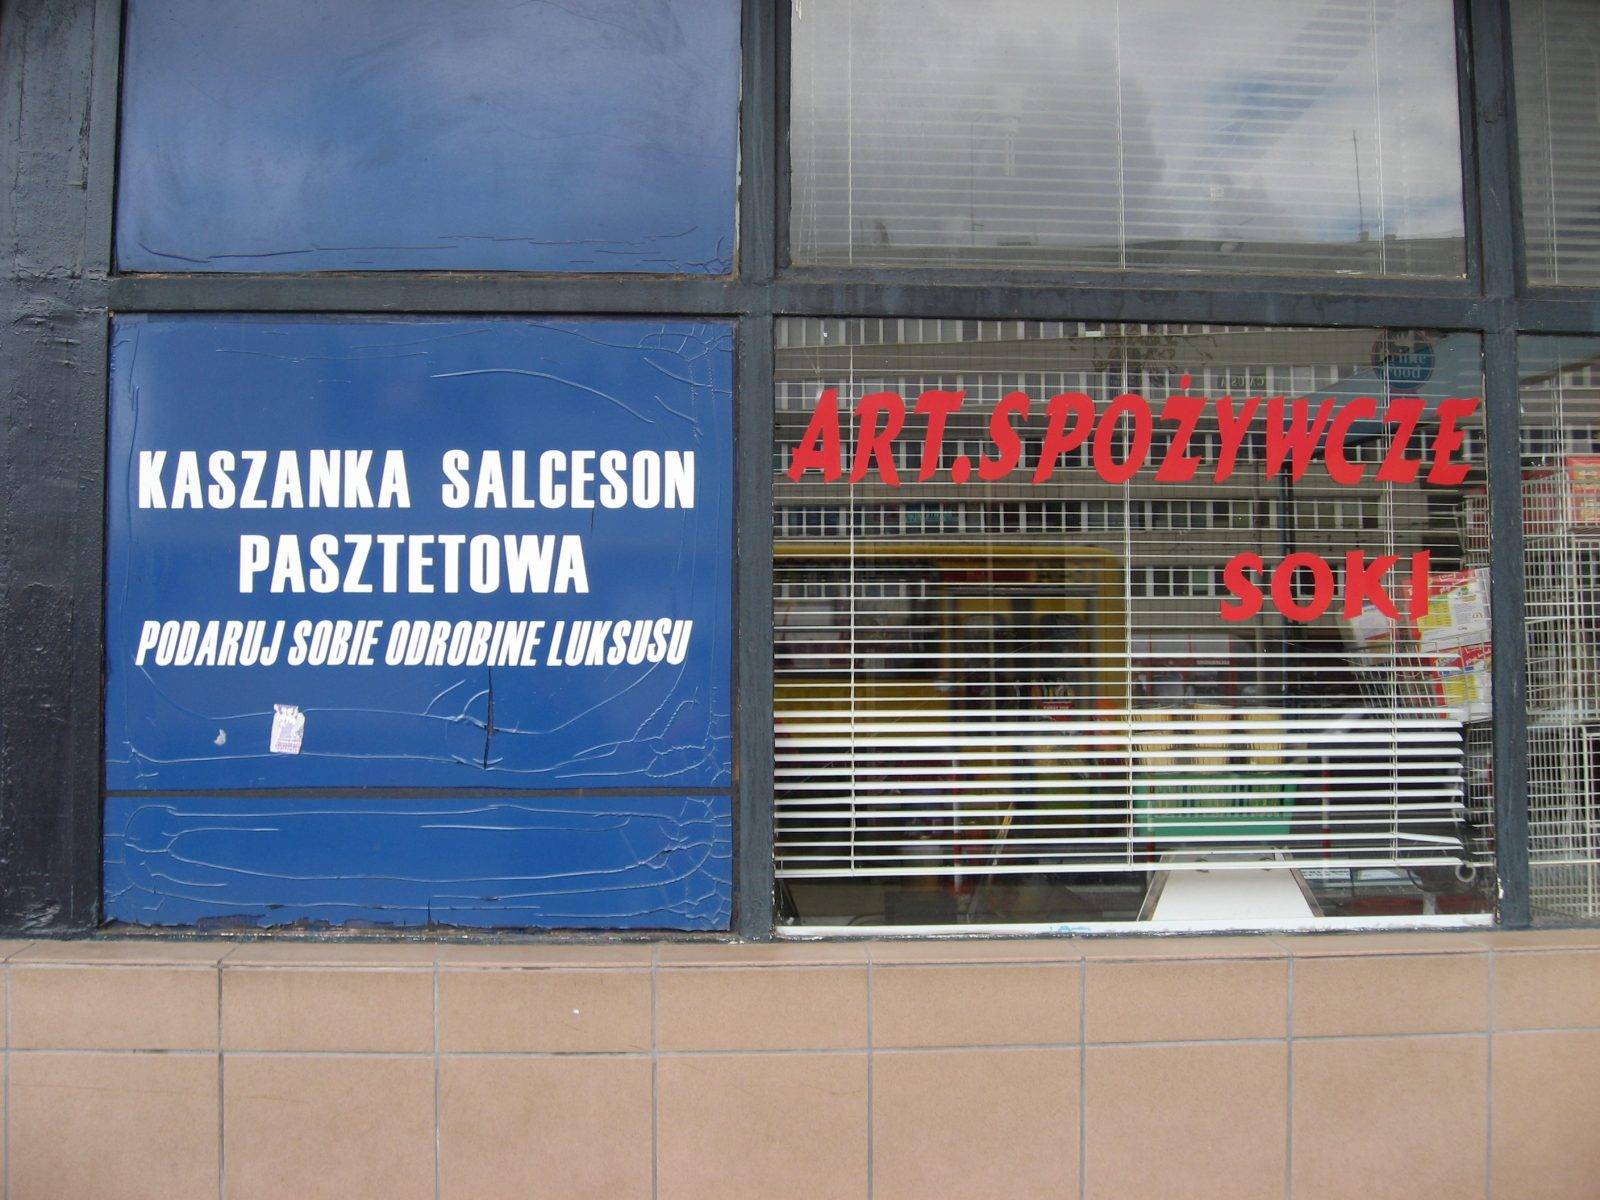 KASZANKA SALCESON
PASZTETOWA
PODARUJ SOBIE ODROBINE LUKSUSU
ART.SPOŻYWCZE
SOKI